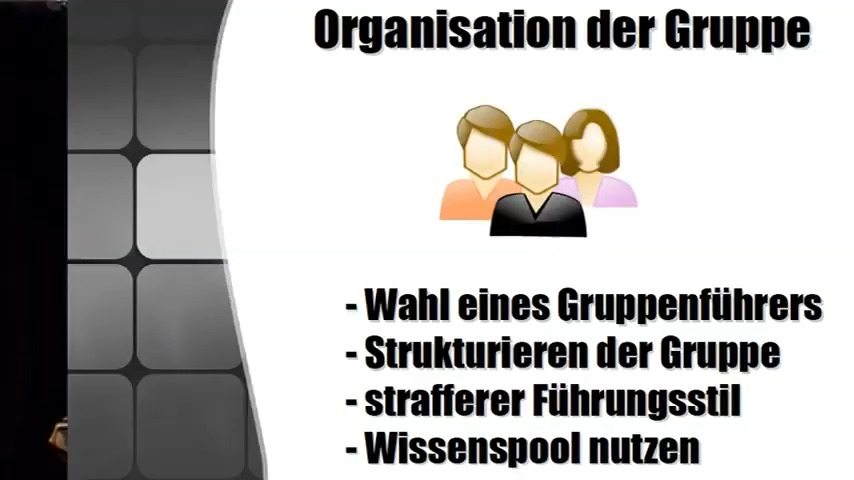 Organisation der Gruppe
- Wahl eines Gruppenführers
- Strukturieren der Gruppe
- strafferer Führungsstil
- Wissenspool nutzen